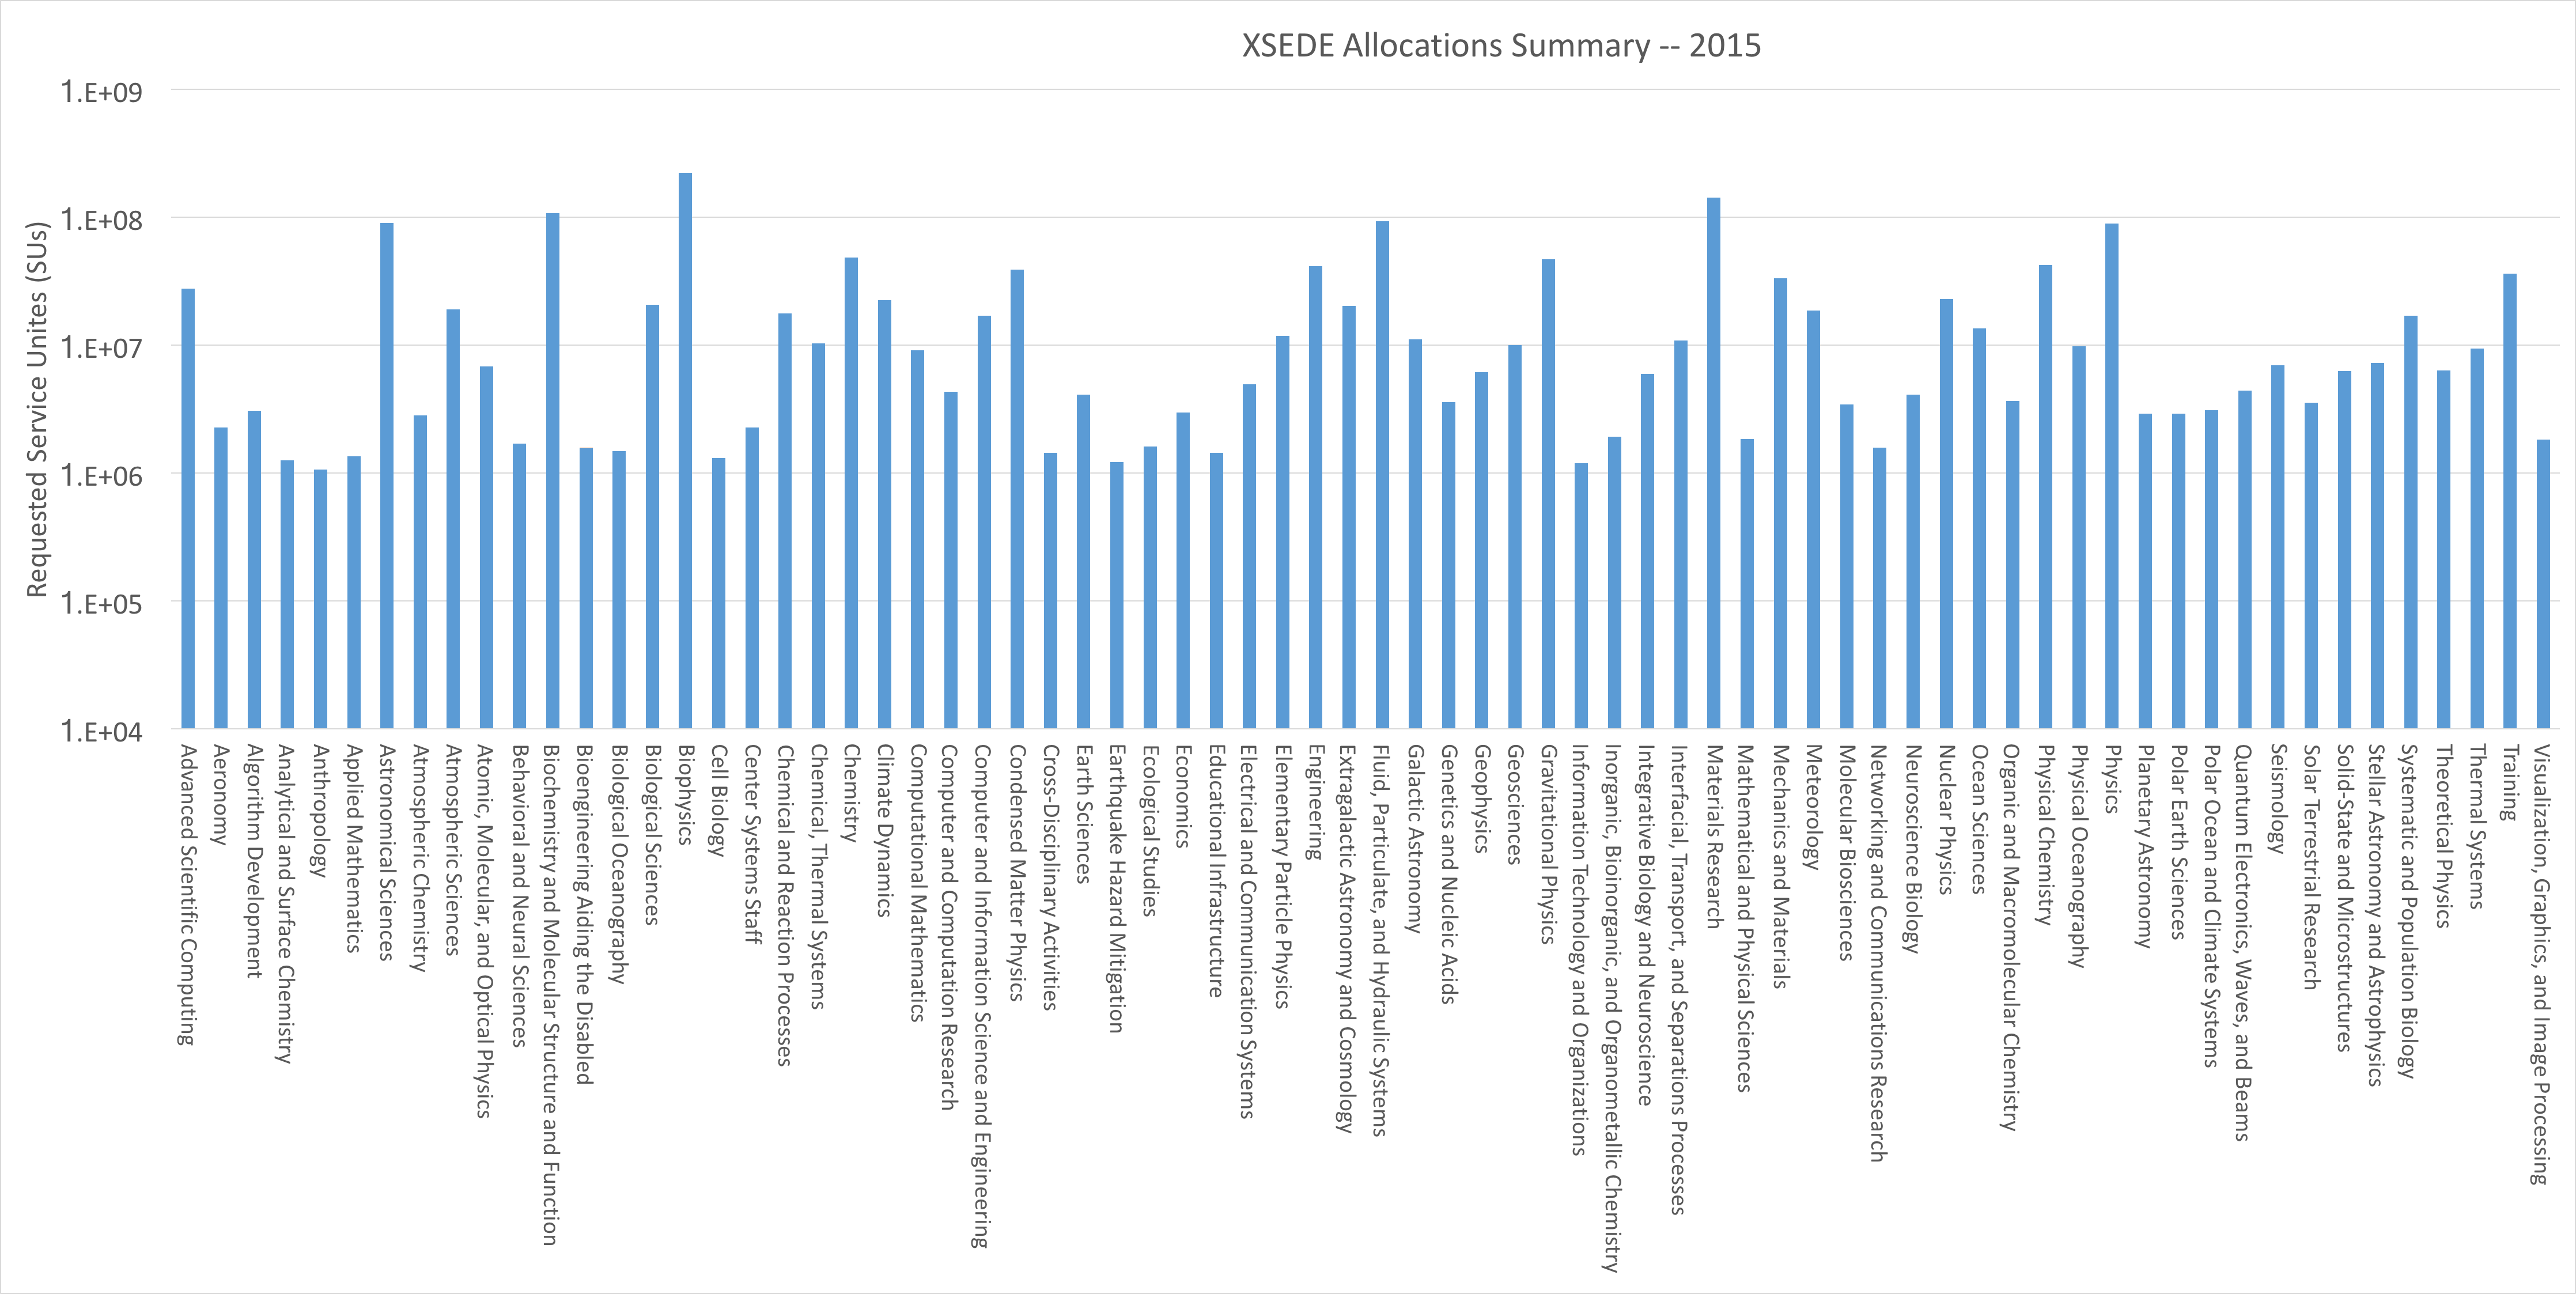 XSEDE Allocations Summary -- 2015
Requested Service Unites (SUs)
1.E+09
1.E+08
1.E+07
1.E+06
1.E+05
1.E+04
Advanced Scientific Computing
Aeronomy
Algorithm Development
Analytical and Surface Chemistry
Anthropology
Applied Mathematics
Astronomical Sciences
Atmospheric Chemistry
Atmospheric Sciences
Atomic, Molecular, and Optical Physics
Behavioral and Neural Sciences
Biochemistry and Molecular Structure and Function
Bioengineering Aiding the Disabled
Biological Oceanography
Biological Sciences
Biophysics
Cell Biology
Center Systems Staff
Chemical and Reaction Processes
Chemical, Thermal Systems
Chemistry
Climate Dynamics
Computational Mathematics
Computer and Computation Research
Computer and Information Science and Engineering
Condensed Matter Physics
Cross-Disciplinary Activities
Earth Sciences
Earthquake Hazard Mitigation
Ecological Studies
Economics
Educational Infrastructure
Electrical and Communication Systems
Elementary Particle Physics
Engineering
Extragalactic Astronomy and Cosmology
Fluid, Particulate, and Hydraulic Systems
Galactic Astronomy
Genetics and Nucleic Acids
Geophysics
Geosciences
Gravitational Physics
Information Technology and Organizations
Inorganic, Bioinorganic, and Organometallic Chemistry
Integrative Biology and Neuroscience
Interfacial, Transport, and Separations Processes
Materials Research
Mathematical and Physical Sciences
Mechanics and Materials
Meteorology
Molecular Biosciences
Networking and Communications Research
Neuroscience Biology
Nuclear Physics
Ocean Sciences
Organic and Macromolecular Chemistry
Physical Chemistry
Physical Oceanography
Physics
Planetary Astronomy
Polar Earth Sciences
Polar Ocean and Climate Systems
Quantum Electronics, Waves, and Beams
Seismology
Solar Terrestrial Research
Solid-State and Microstructures
Stellar Astronomy and Astrophysics
Systematic and Population Biology
Theoretical Physics
Thermal Systems
Training
Visualization, Graphics, and Image Processing